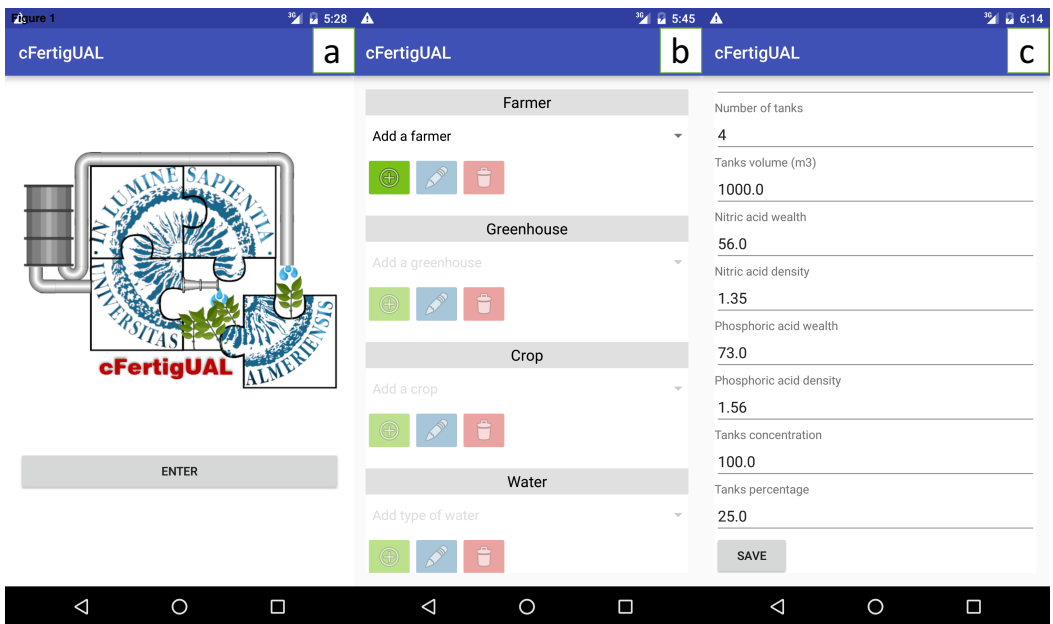 Figure 1
3G 5:28
cFertigUAL
a
· IN LUMINE SAPIENTIA
UNIVERSITAS
ALMERIENSIS
cFertigUAL
ENTER
3G 5:45
cFertigUAL
b
Farmer
Add a farmer
Greenhouse
Add a greenhouse
Crop
Add a crop
Water
Add type of water
3G 6:14
cFertigUAL
c
Number of tanks
4
Tanks volume (m3)
1000.0
Nitric acid wealth
56.0
Nitric acid density
1.35
Phosphoric acid wealth
73.0
Phosphoric acid density
1.56
Tanks concentration
100.0
Tanks percentage
25.0
SAVE